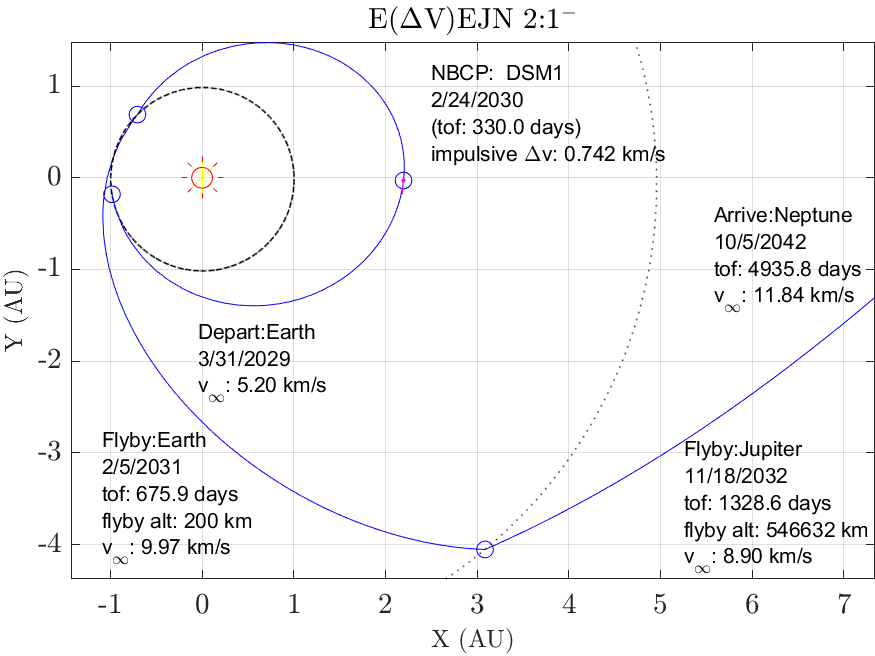 E(ΔV)EJN 2:1⁻
NBCP:  DSM1
2/24/2030
(tof: 330.0 days)
impulsive Δv: 0.742 km/s
Arrive:Neptune
10/5/2042
tof: 4935.8 days
v∞: 11.84 km/s
Depart:Earth
3/31/2029
v∞: 5.20 km/s
Flyby:Earth
2/5/2031
tof: 675.9 days
flyby alt: 200 km
v∞: 9.97 km/s
Flyby:Jupiter
11/18/2032
tof: 1328.6 days
flyby alt: 546632 km
v∞: 8.90 km/s
Y (AU)
1
0
-1
-2
-3
-4
-1 0 1 2 3 4 5 6 7
X (AU)